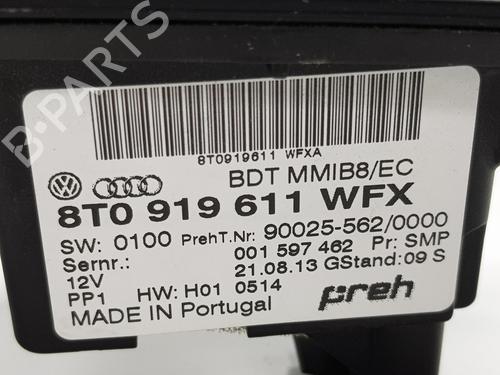 B-PARTS
8T0919611 WFXA
BDT MMIB8/EC
8T0 919 611 WFX
SW: 0100 PrehT.Nr: 90025-562/0000
Sernr.: 001 597 462 Pr: SMP
12V 21.08.13 GStand: 09 S
PP1 HW: H01 0514 preh
MADE IN Portugal